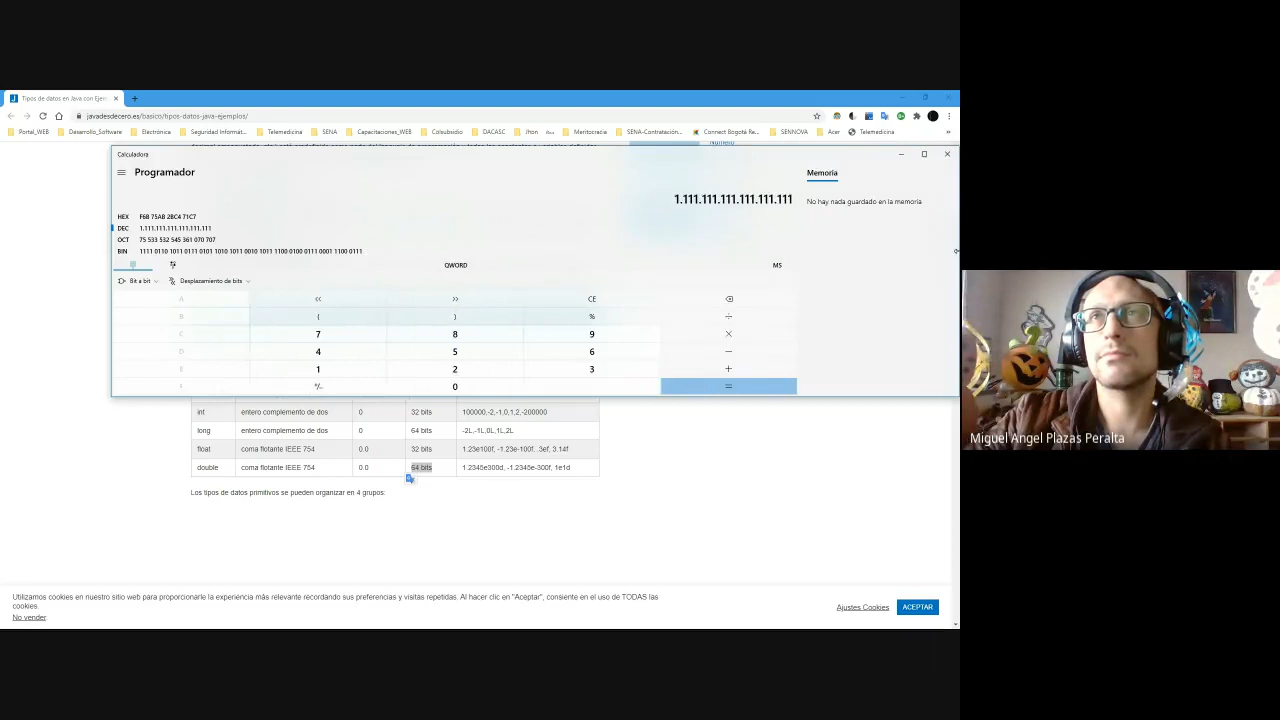 Tipos de datos en Java con Ejem
javadesdecero.es/basico/tipos-datos-java-ejemplos/
Portal_WEB Desarrollo_Software Electrónica Seguridad Informát... Telemedicina SENA Capacitaciones_WEB Colsubsidio DACASC Jhon Meritocracia SENA-Contratación... Connect Bogotá Re... SENNOVA Acer Telemedicina »
Número
Calculadora
Programador
Memoria
1.111.111.111.111.111.111
No hay nada guardado en la memoria
HEX F6B 75AB 2BC4 71C7
DEC 1.111.111.111.111.111.111
OCT 75 533 532 545 361 070 707
BIN 1111 0110 1011 0111 0101 1010 1011 0010 1011 1100 0100 0111 0001 1100 0111
QWORD MS
Bit a bit Desplazamiento de bits
A << >> CE
B ( ) % ÷
C 7 8 9 ×
D 4 5 6 −
E 1 2 3 +
F +/- 0 =
int entero complemento de dos 0 32 bits 100000,-2,-1,0,1,2,-200000
long entero complemento de dos 0 64 bits -2L,-1L,0L,1L,2L
float coma flotante IEEE 754 0.0 32 bits 1.23e100f, -1.23e-100f, .3ef, 3.14f
double coma flotante IEEE 754 0.0 64 bits 1.2345e300d, -1.2345e-300f, 1e1d
Los tipos de datos primitivos se pueden organizar en 4 grupos:
Utilizamos cookies en nuestro sitio web para proporcionarle la experiencia más relevante recordando sus preferencias y visitas repetidas. Al hacer clic en "Aceptar", consiente en el uso de TODAS las
cookies.
No vender
Ajustes Cookies
ACEPTAR
Miguel Angel Plazas Peralta